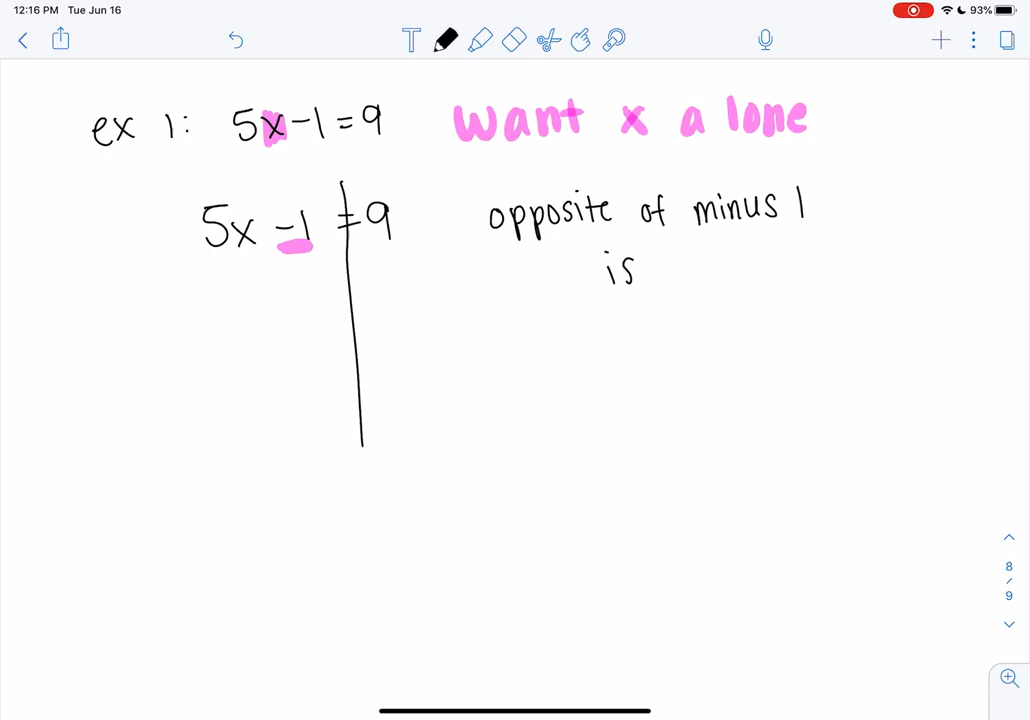 12:16 PM Tue Jun 16
93%
T
ex 1: 5x-1=9 Want x a lone
5x -1 = 9 opposite of minus 1
is
8
/
9